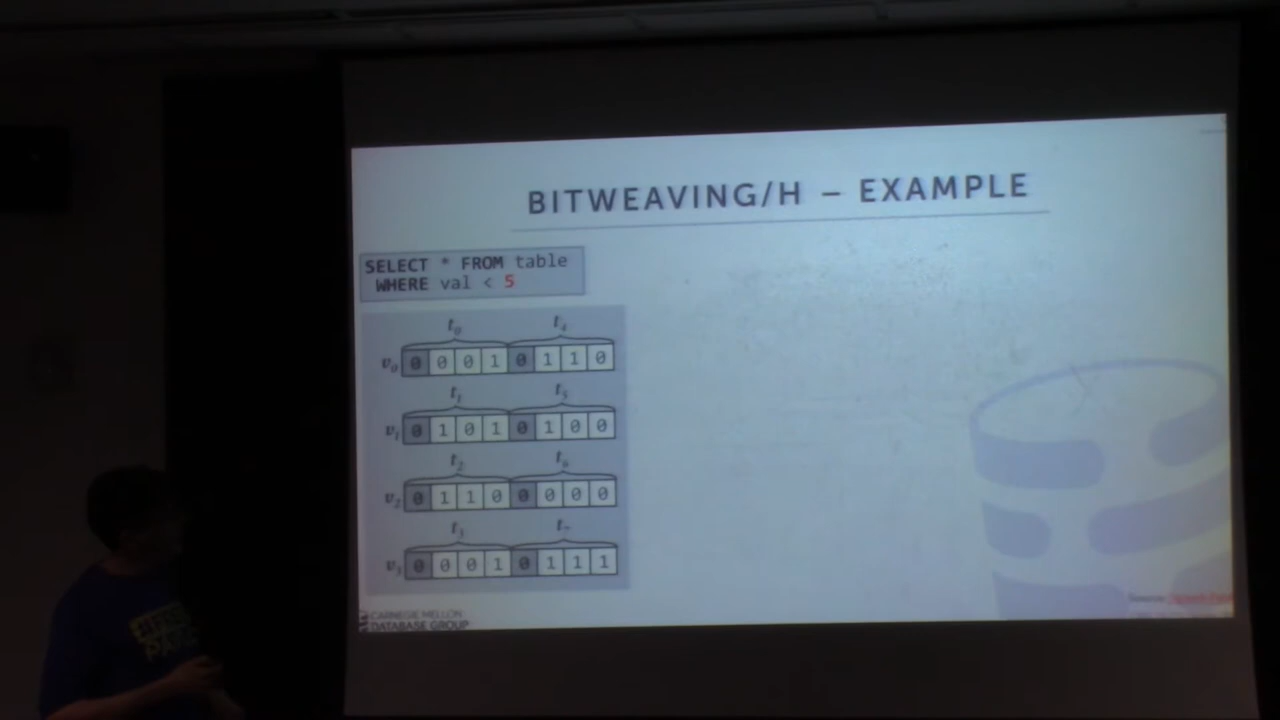 BITWEAVING/H – EXAMPLE
SELECT * FROM table
WHERE val < 5
t0 t4
v0 0 0 0 1 0 1 1 0
t1 t5
v1 0 1 0 1 0 1 0 0
t2 t6
v2 0 1 1 0 0 0 0 0
t3 t7
v3 0 0 0 1 0 1 1 1
CARNEGIE MELLON
DATABASE GROUP
Source: